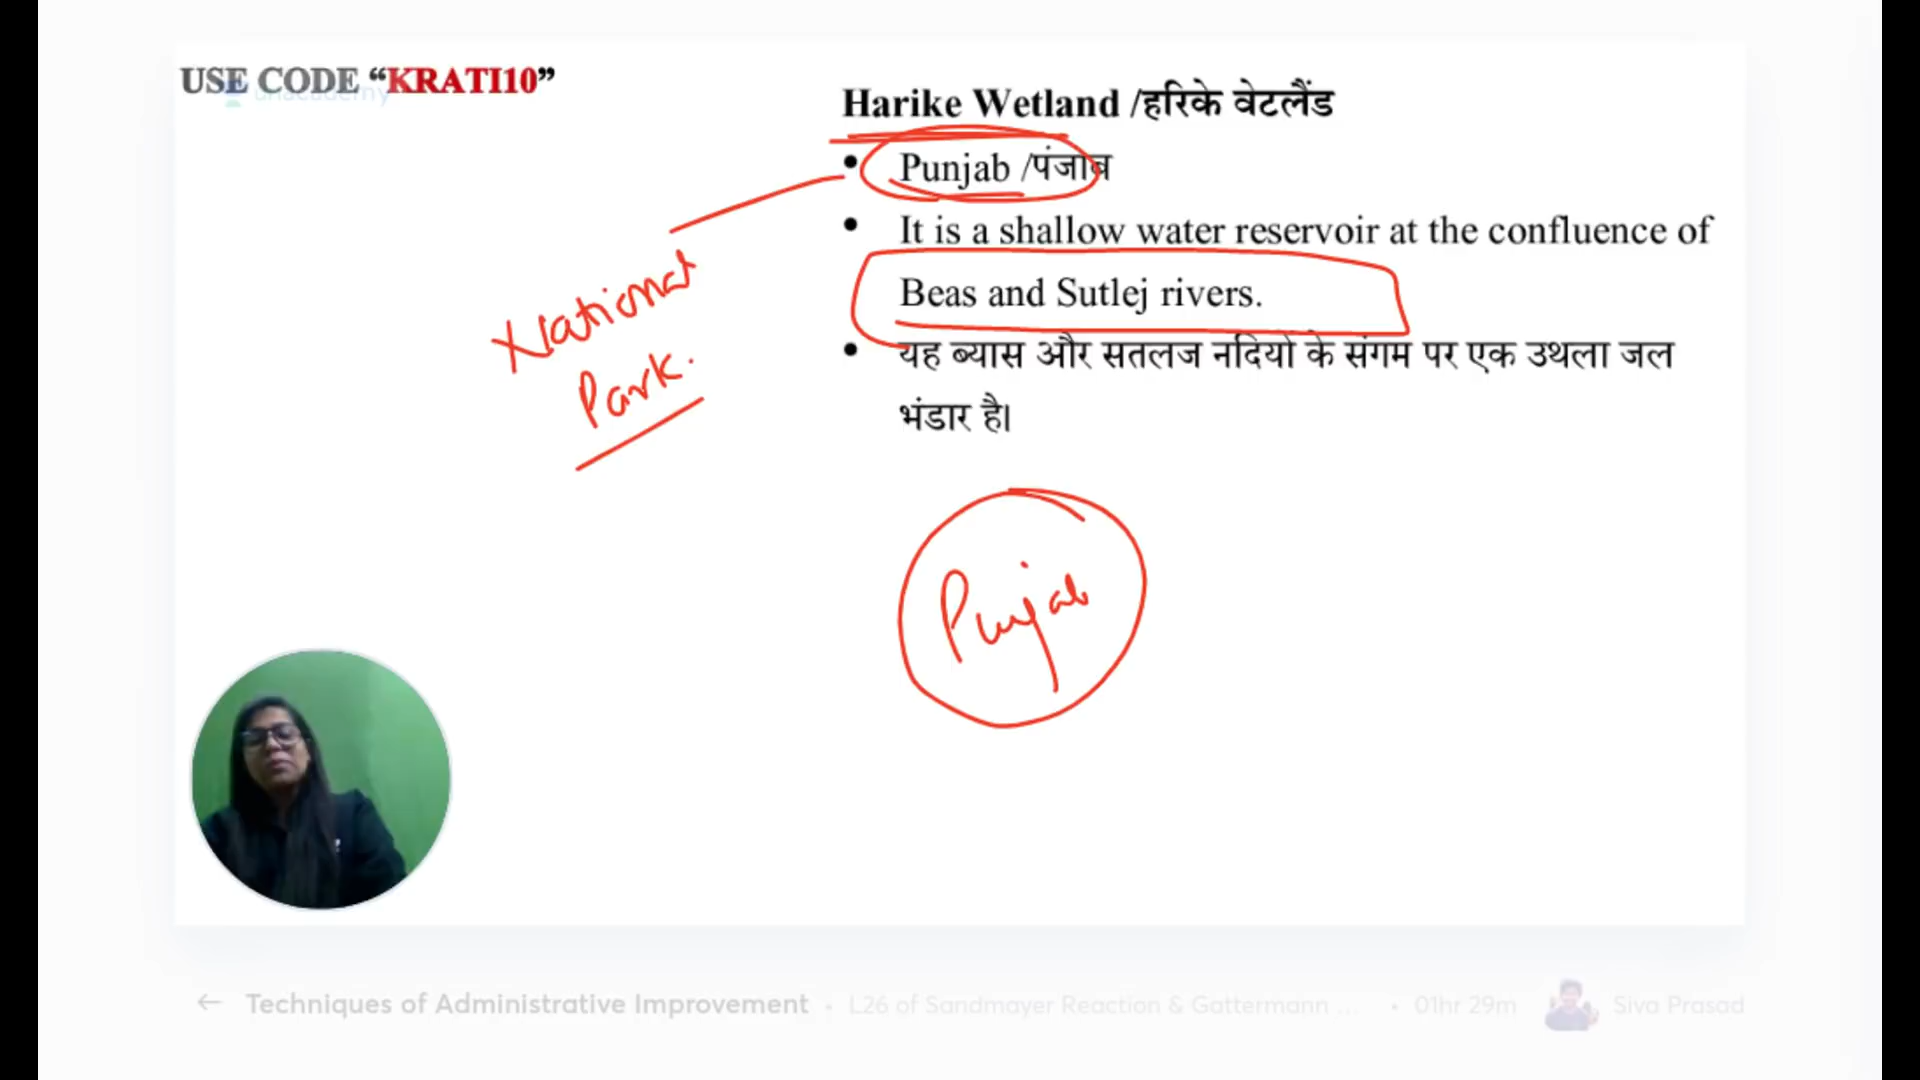 USE CODE “KRATI10”
unacademy
Harike Wetland /हरिके वेटलैंड
• Punjab /पंजाब
• It is a shallow water reservoir at the confluence of
Beas and Sutlej rivers.
• यह ब्यास और सतलज नदियों के संगम पर एक उथला जल
भंडार है।
National
Park.
Punjab
← Techniques of Administrative Improvement • L26 of Sandmayer Reaction & Gattermann ... • 01hr 29m Siva Prasad